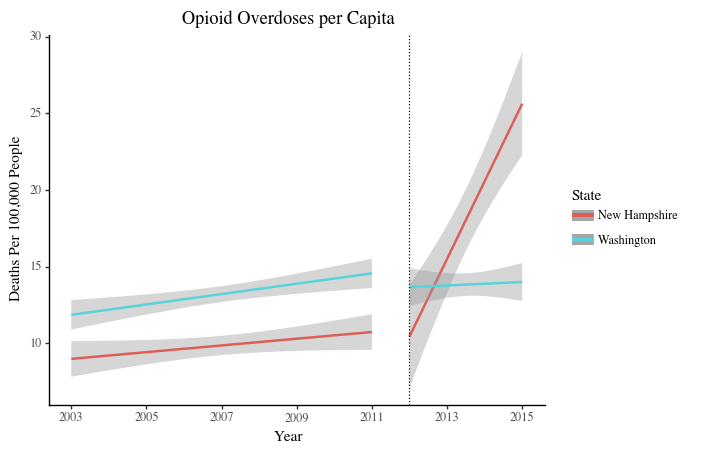 Opioid Overdoses per Capita
Deaths Per 100,000 People
30
25
20
15
10
2003 2005 2007 2009 2011 2013 2015
Year
State
New Hampshire
Washington